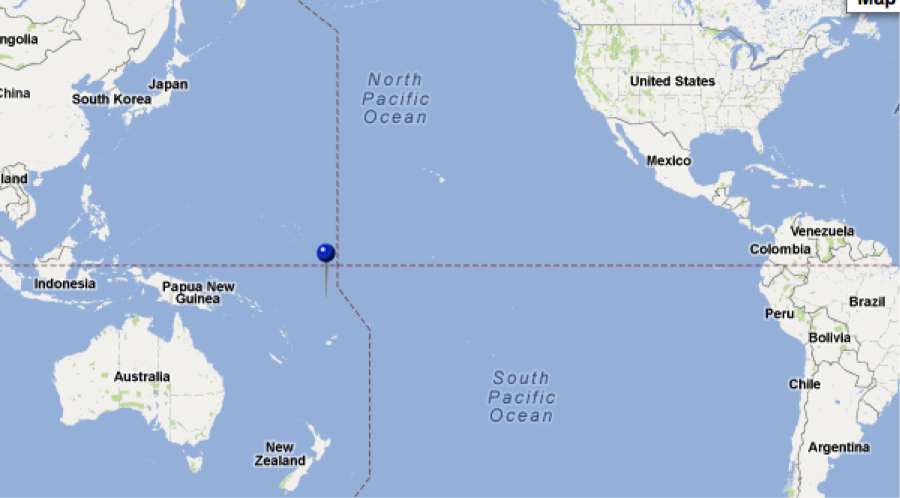 Map
ngolia
China
South Korea
Japan
North
Pacific
Ocean
United States
Mexico
land
Venezuela
Colombia
Indonesia
Papua New
Guinea
Brazil
Peru
Bolivia
Australia
South
Pacific
Ocean
Chile
New
Zealand
Argentina